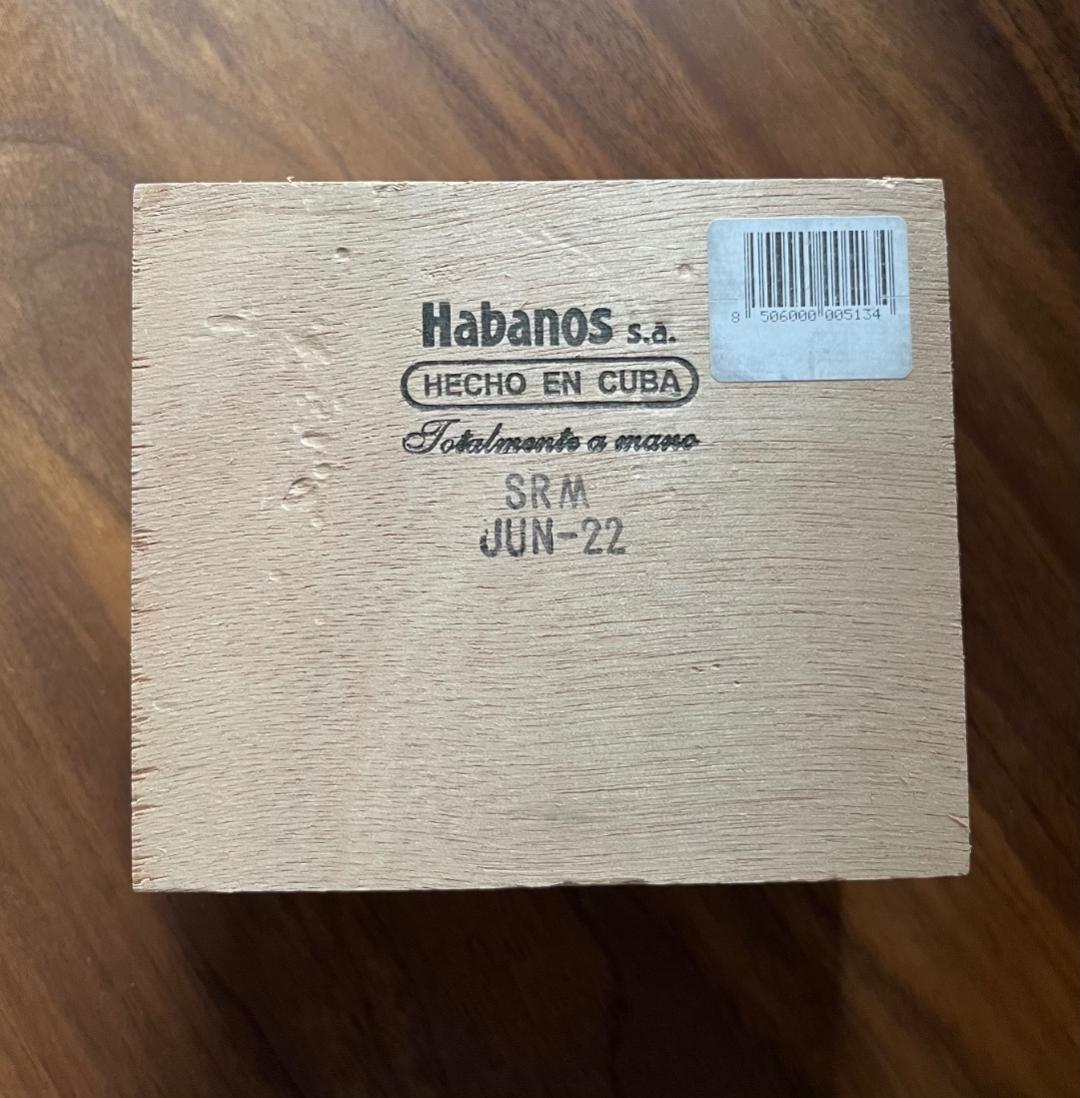 8 506000 005134
Habanos s.a.
HECHO EN CUBA
Totalmente a mano
SRM
JUN-22